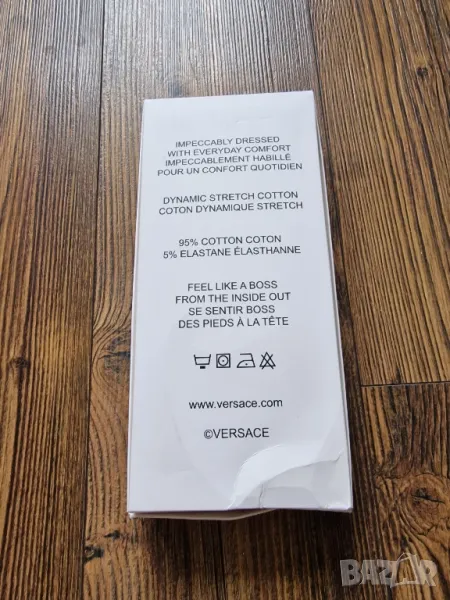 IMPECCABLY DRESSED
WITH EVERYDAY COMFORT
IMPECCABLEMENT HABILLÉ
POUR UN CONFORT QUOTIDIEN
DYNAMIC STRETCH COTTON
COTON DYNAMIQUE STRETCH
95% COTTON COTON
5% ELASTANE ÉLASTHANNE
FEEL LIKE A BOSS
FROM THE INSIDE OUT
SE SENTIR BOSS
DES PIEDS À LA TÊTE
www.versace.com
©VERSACE
BAZAR